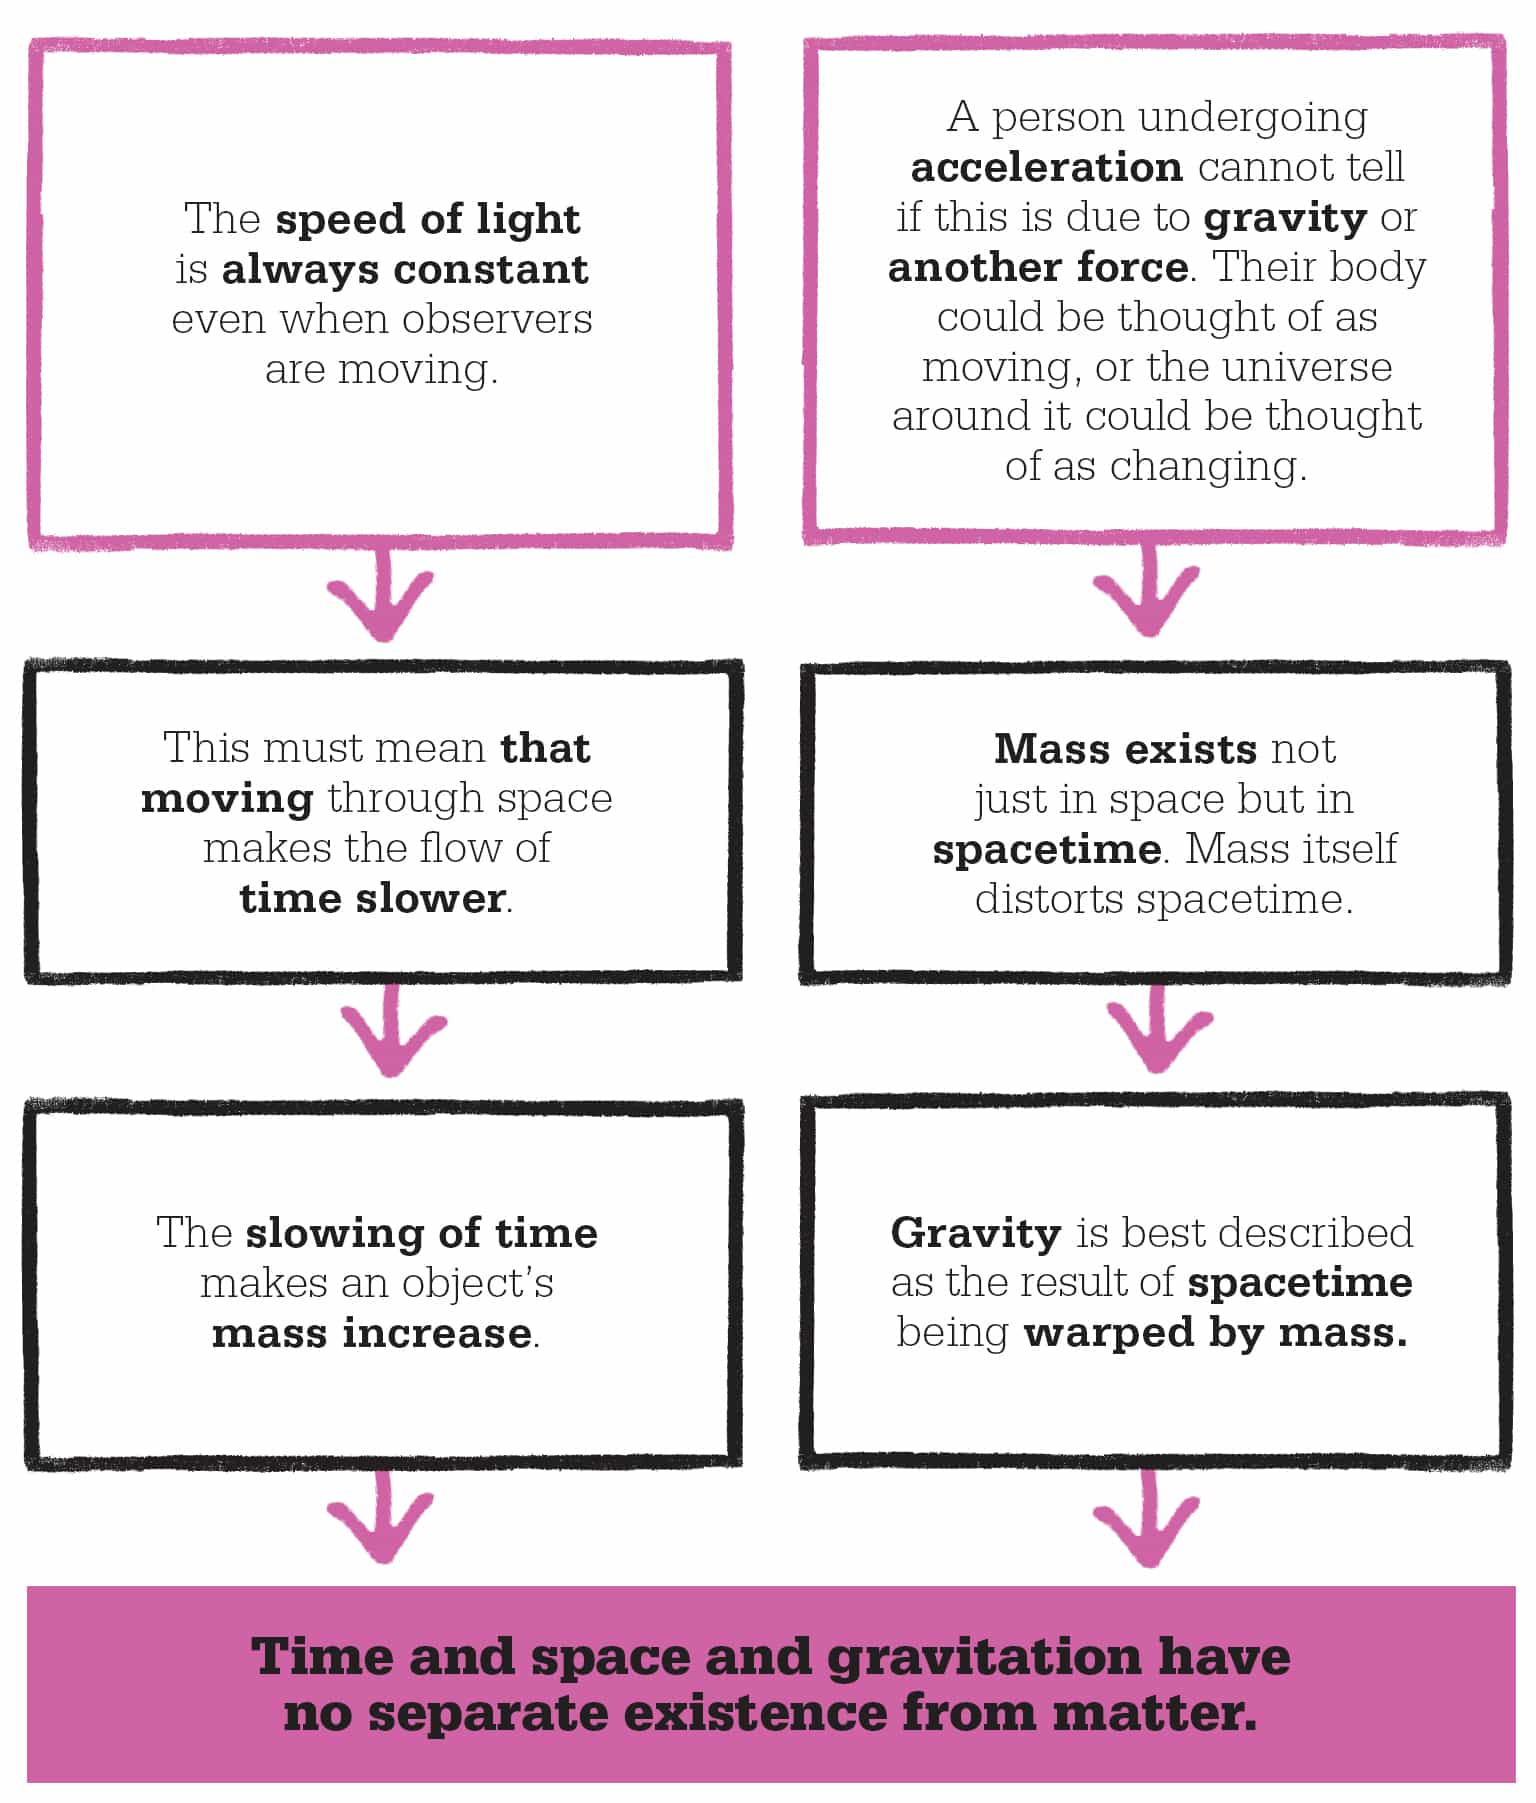 The speed of light
is always constant
even when observers
are moving.
A person undergoing
acceleration cannot tell
if this is due to gravity or
another force. Their body
could be thought of as
moving, or the universe
around it could be thought
of as changing.
This must mean that
moving through space
makes the flow of
time slower.
Mass exists not
just in space but in
spacetime. Mass itself
distorts spacetime.
The slowing of time
makes an object’s
mass increase.
Gravity is best described
as the result of spacetime
being warped by mass.
Time and space and gravitation have
no separate existence from matter.